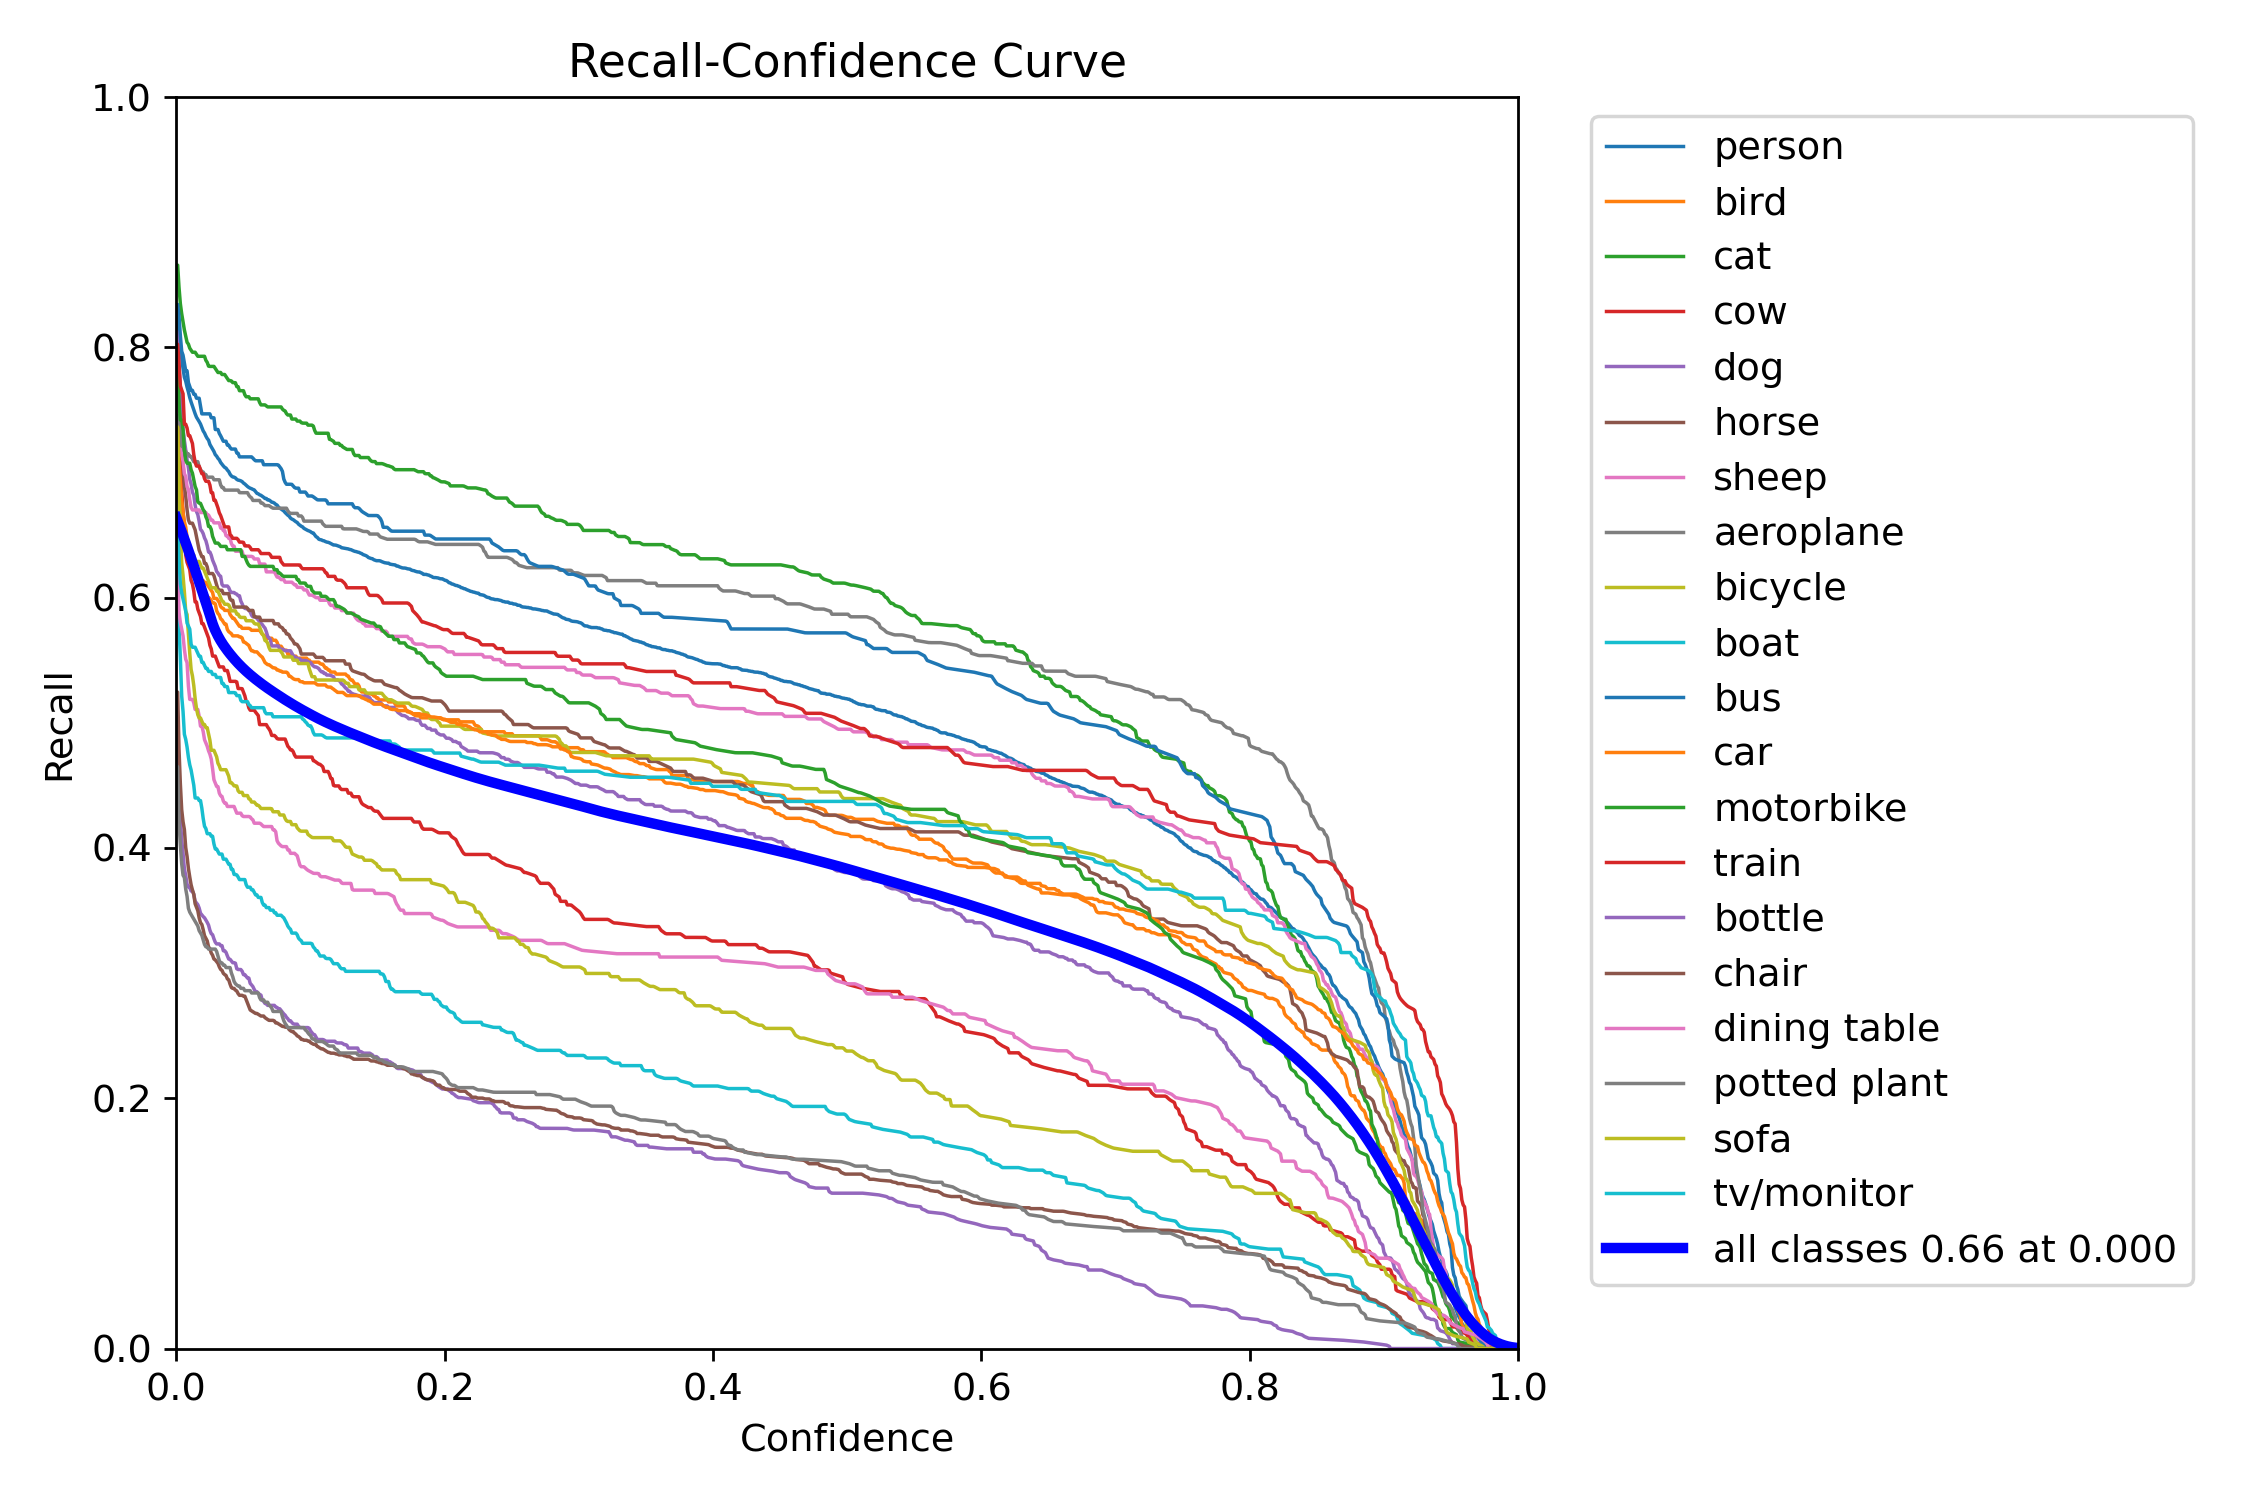 Recall-Confidence Curve
1.0
0.8
0.6
0.4
0.2
0.0
Recall
0.0 0.2 0.4 0.6 0.8 1.0
Confidence
person
bird
cat
cow
dog
horse
sheep
aeroplane
bicycle
boat
bus
car
motorbike
train
bottle
chair
dining table
potted plant
sofa
tv/monitor
all classes 0.66 at 0.000